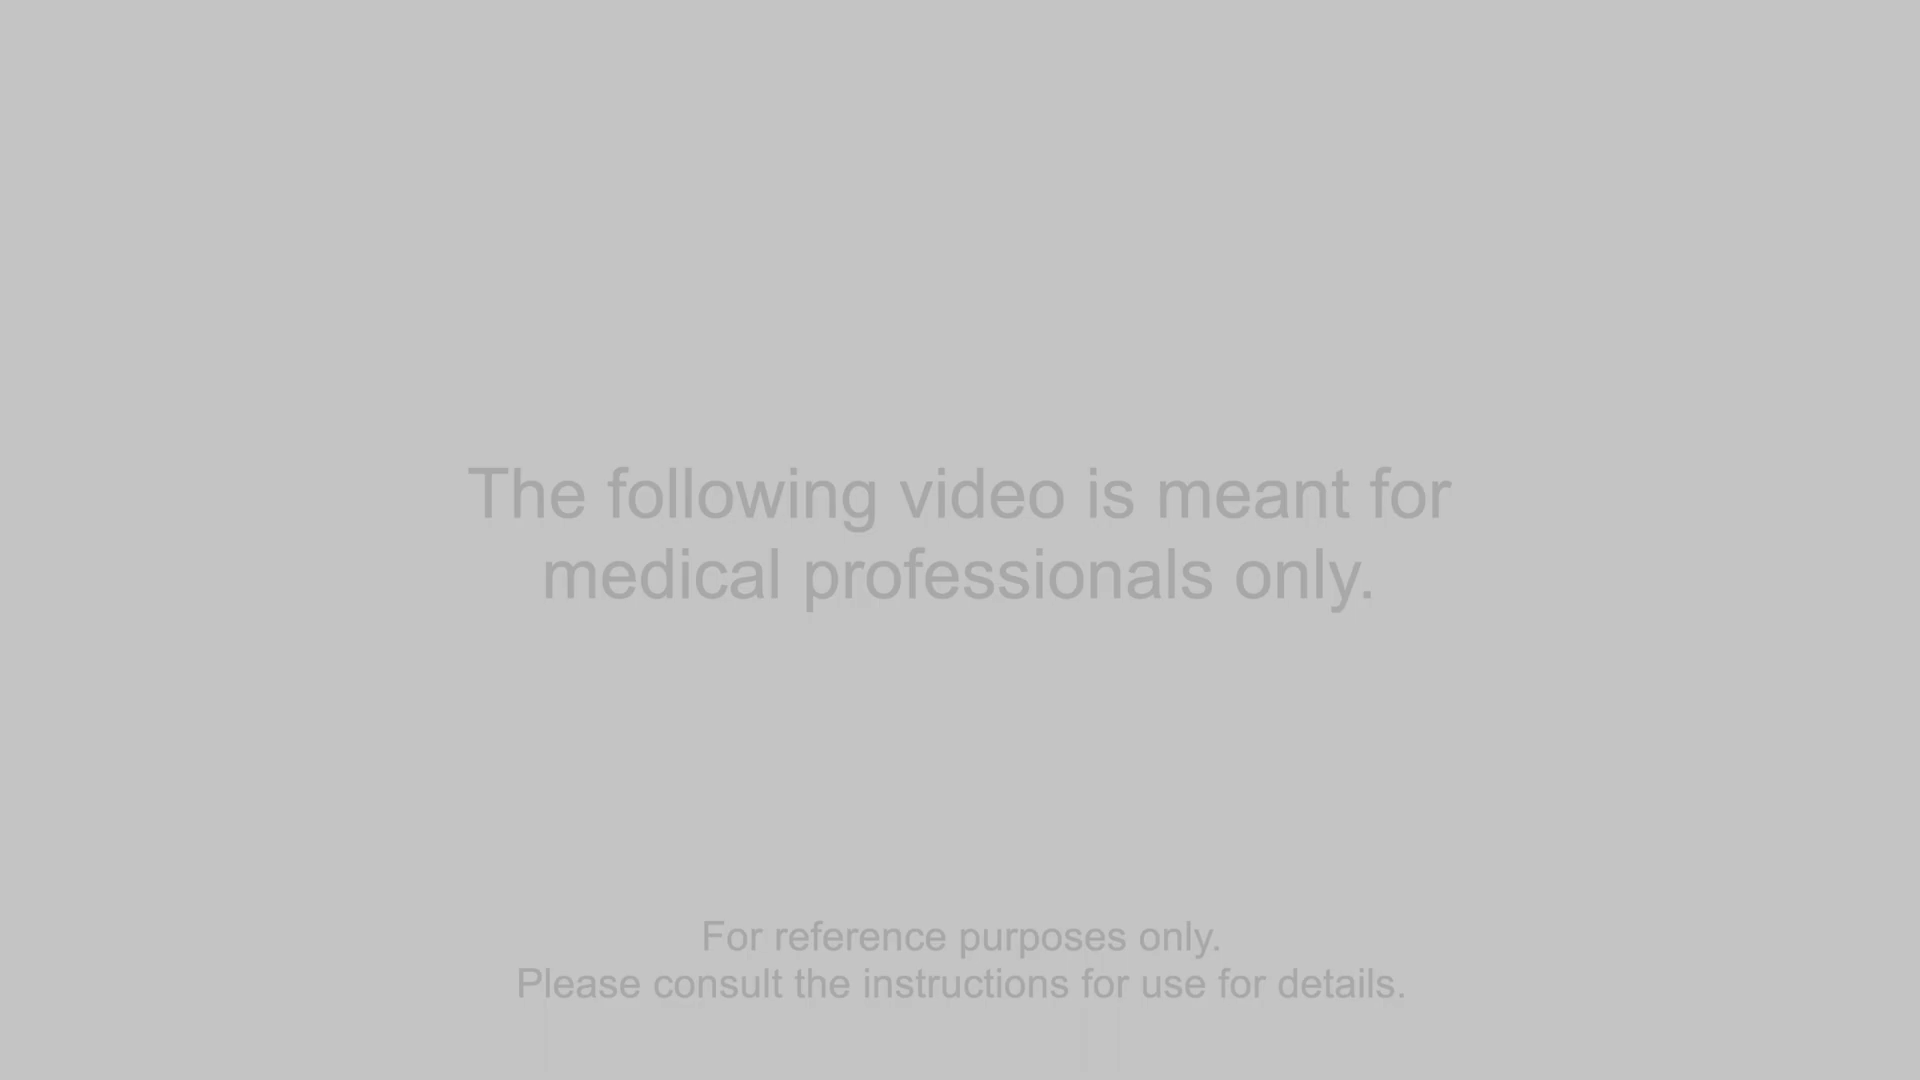 The following video is meant for
medical professionals only.
For reference purposes only.
Please consult the instructions for use for details.